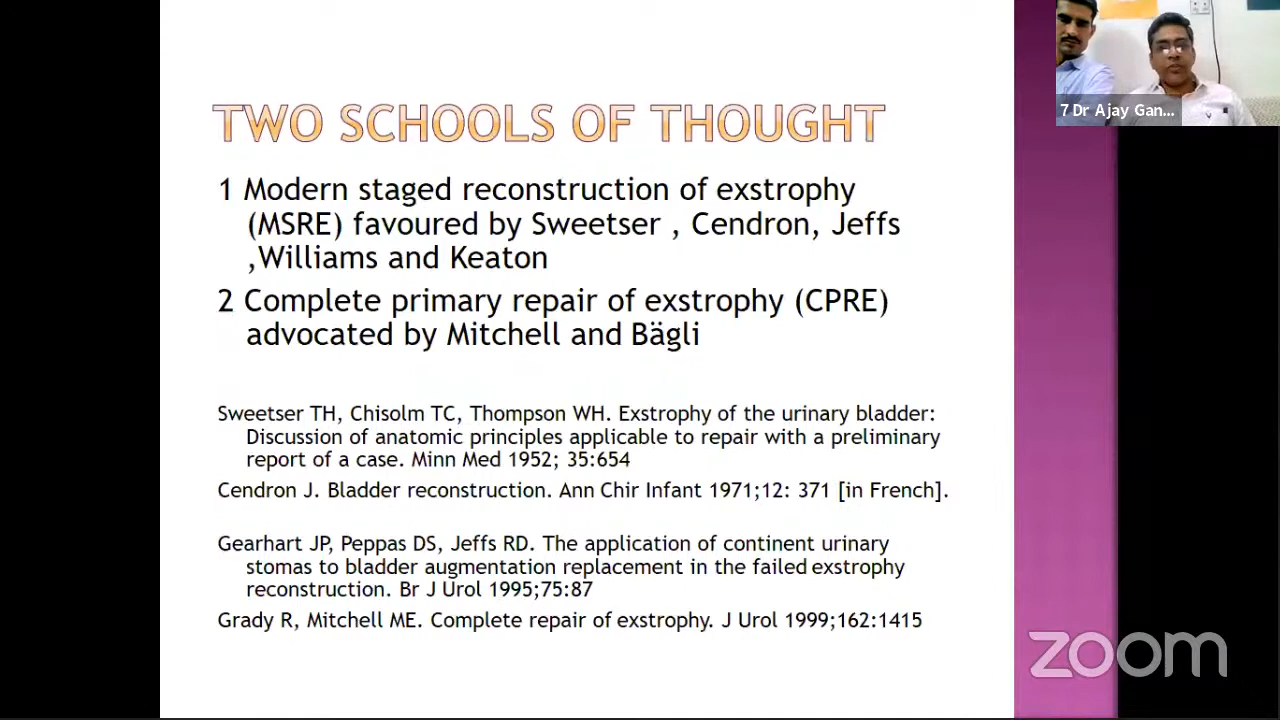 TWO SCHOOLS OF THOUGHT
1 Modern staged reconstruction of exstrophy
(MSRE) favoured by Sweetser , Cendron, Jeffs
,Williams and Keaton
2 Complete primary repair of exstrophy (CPRE)
advocated by Mitchell and Bägli
Sweetser TH, Chisolm TC, Thompson WH. Exstrophy of the urinary bladder:
Discussion of anatomic principles applicable to repair with a preliminary
report of a case. Minn Med 1952; 35:654
Cendron J. Bladder reconstruction. Ann Chir Infant 1971;12: 371 [in French].
Gearhart JP, Peppas DS, Jeffs RD. The application of continent urinary
stomas to bladder augmentation replacement in the failed exstrophy
reconstruction. Br J Urol 1995;75:87
Grady R, Mitchell ME. Complete repair of exstrophy. J Urol 1999;162:1415
7 Dr Ajay Gan...
zoom